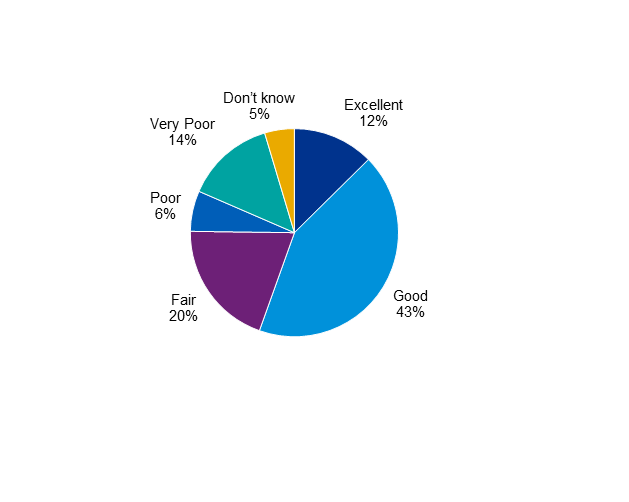 Don't know
5%
Excellent
12%
Very Poor
14%
Poor
6%
Good
43%
Fair
20%